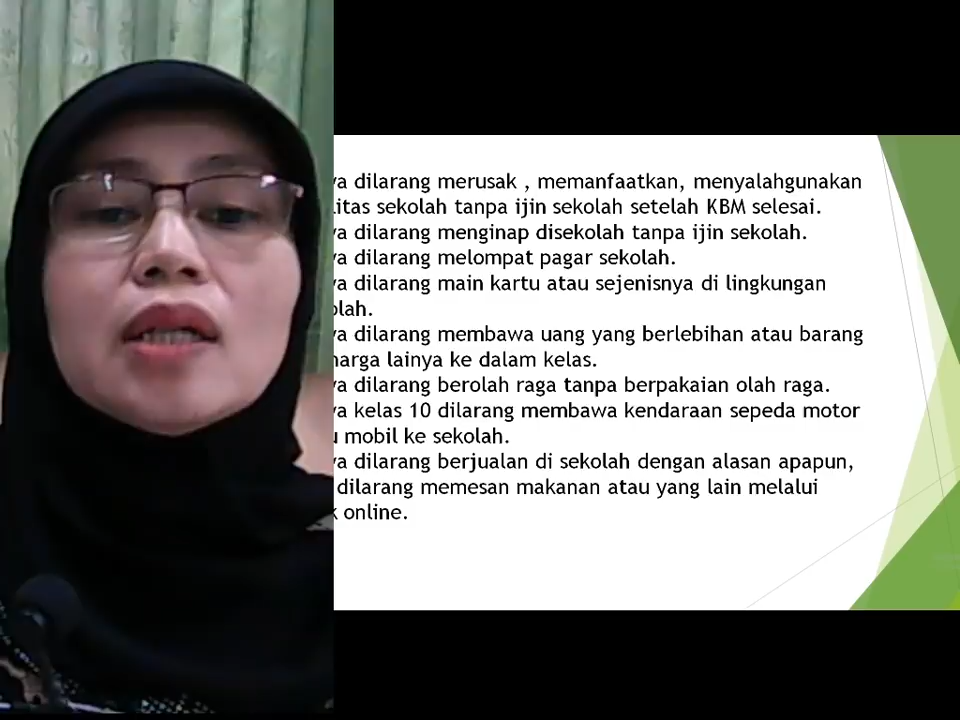 dilarang merusak , memanfaatkan, menyalahgunakan
sekolah tanpa ijin sekolah setelah KBM selesai.
dilarang menginap disekolah tanpa ijin sekolah.
dilarang melompat pagar sekolah.
dilarang main kartu atau sejenisnya di lingkungan
dilarang membawa uang yang berlebihan atau barang
lainya ke dalam kelas.
dilarang berolah raga tanpa berpakaian olah raga.
kelas 10 dilarang membawa kendaraan sepeda motor
mobil ke sekolah.
dilarang berjualan di sekolah dengan alasan apapun,
dilarang memesan makanan atau yang lain melalui
online.